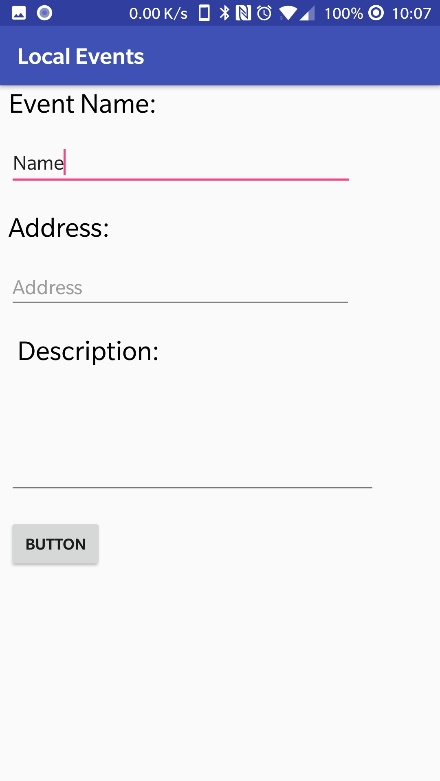 0.00 K/s 100% 10:07
Local Events
Event Name:
Name
Address:
Address
Description:
BUTTON